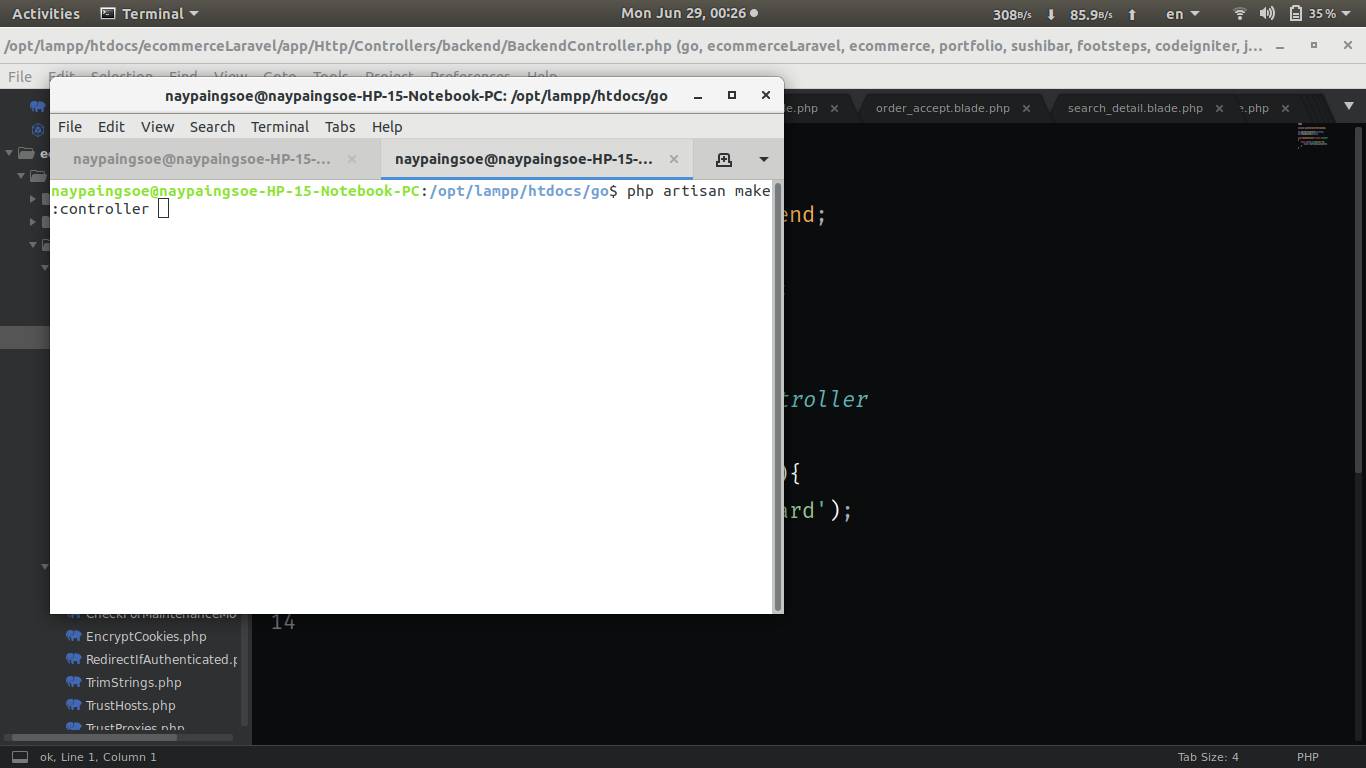 Activities Terminal Mon Jun 29, 00:26 308B/s 85.9B/s en 35%
/opt/lampp/htdocs/ecommerceLaravel/app/Http/Controllers/backend/BackendController.php (go, ecommerceLaravel, ecommerce, portfolio, sushibar, footsteps, codeigniter, j...
File Edit Selection Find View Goto Tools Project Preferences Help
naypaingsoe@naypaingsoe-HP-15-Notebook-PC: /opt/lampp/htdocs/go
File Edit View Search Terminal Tabs Help
naypaingsoe@naypaingsoe-HP-15-... naypaingsoe@naypaingsoe-HP-15-...
naypaingsoe@naypaingsoe-HP-15-Notebook-PC:/opt/lampp/htdocs/go$ php artisan make
:controller
le.php order_accept.blade.php search_detail.blade.php e.php
end;
troller
){
ard');
14
CheckForMaintenanceMo
EncryptCookies.php
RedirectIfAuthenticated.p
TrimStrings.php
TrustHosts.php
TrustProxies.php
ok, Line 1, Column 1 Tab Size: 4 PHP